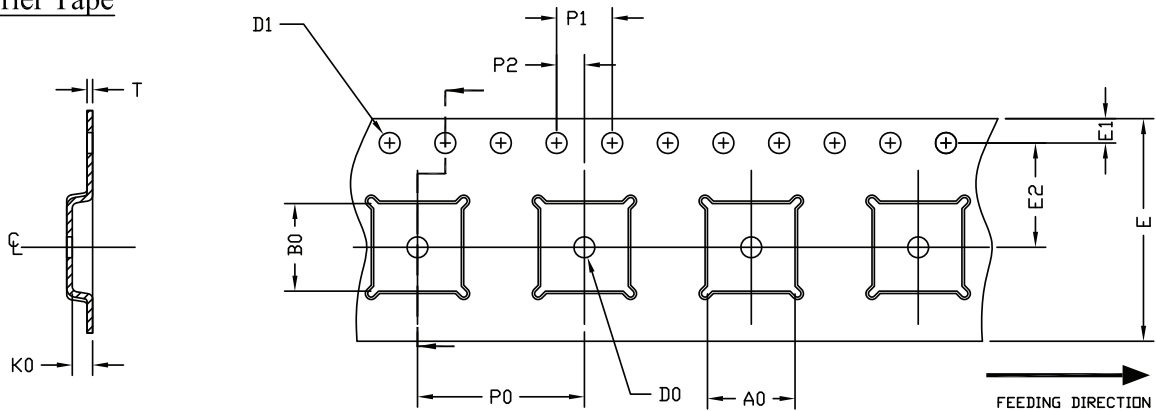 rier Tape
D1
P1
P2
T
E1
E2
E
B0
℄
K0
P0
D0
A0
FEEDING DIRECTION